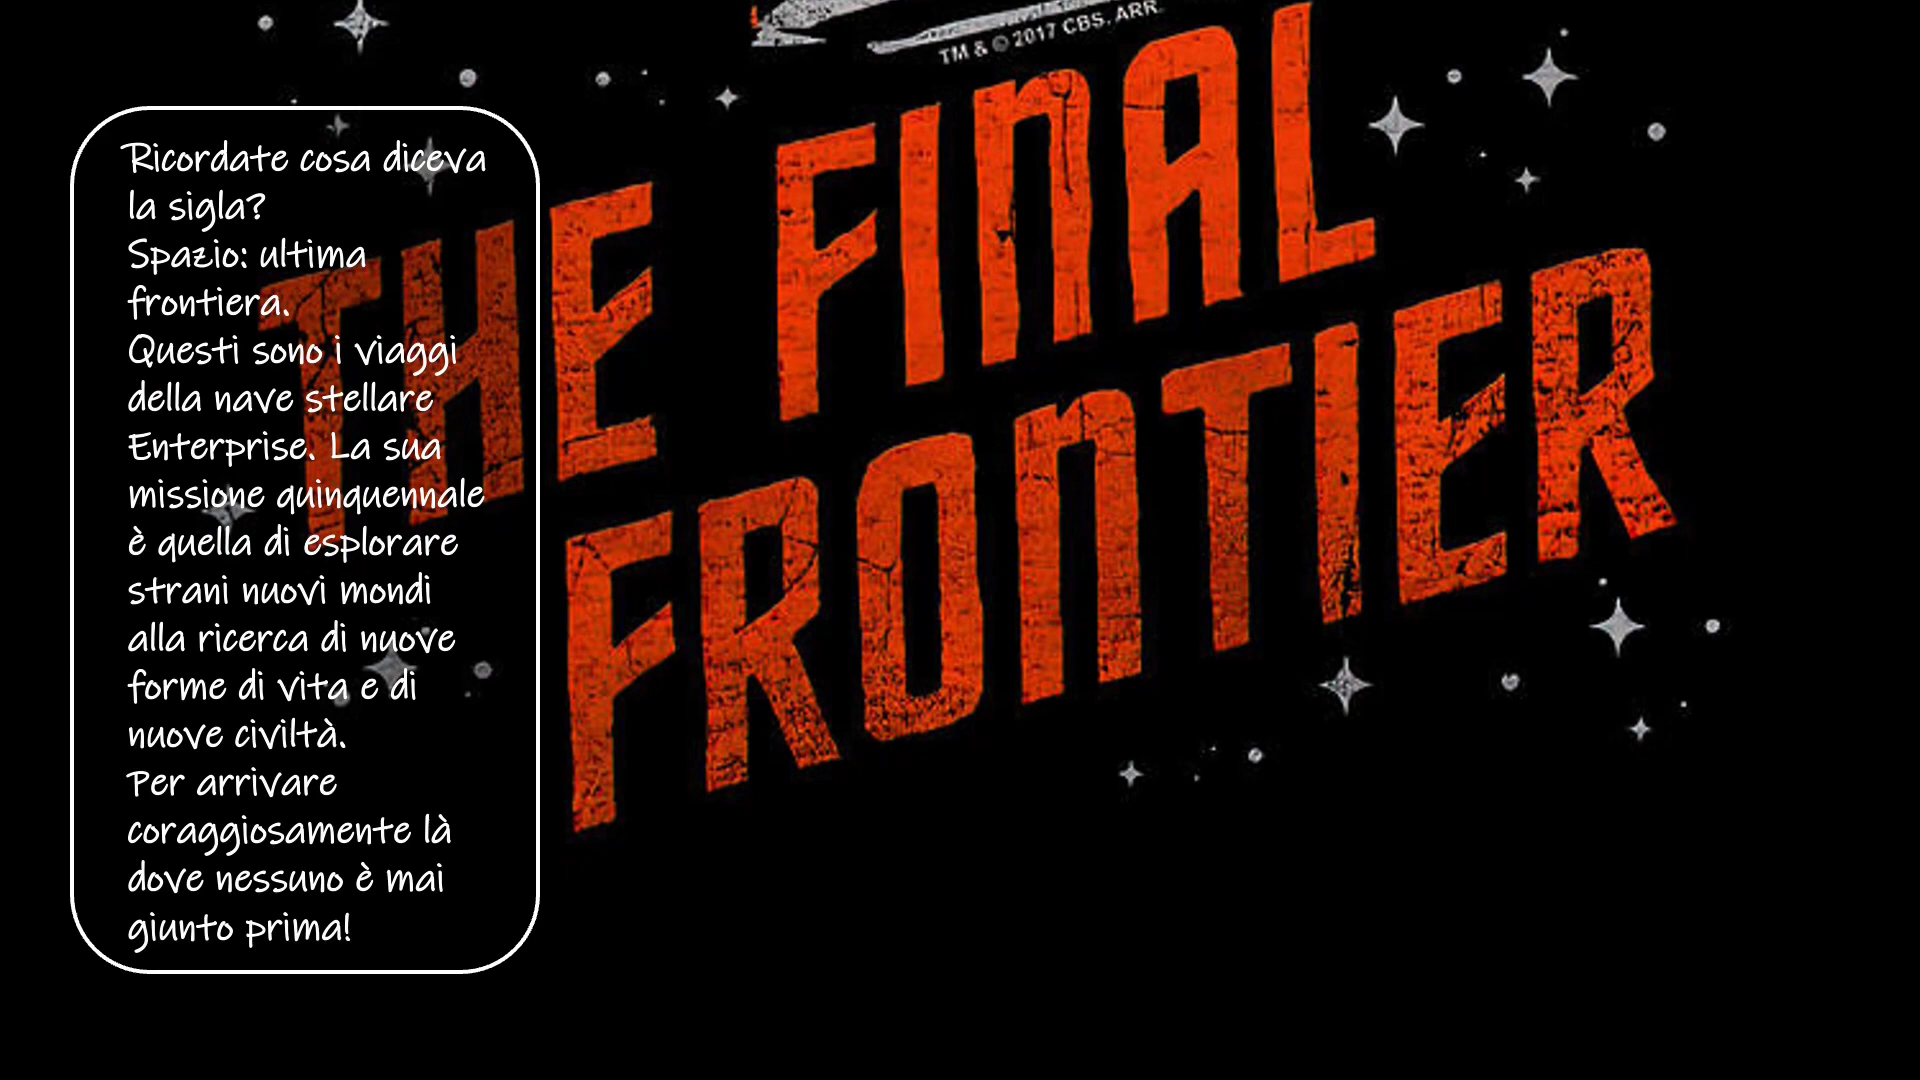 TM & © 2017 CBS. ARR.
THE FINAL
FRONTIER
Ricordate cosa diceva
la sigla?
Spazio: ultima
frontiera.
Questi sono i viaggi
della nave stellare
Enterprise. La sua
missione quinquennale
è quella di esplorare
strani nuovi mondi
alla ricerca di nuove
forme di vita e di
nuove civiltà.
Per arrivare
coraggiosamente là
dove nessuno è mai
giunto prima!